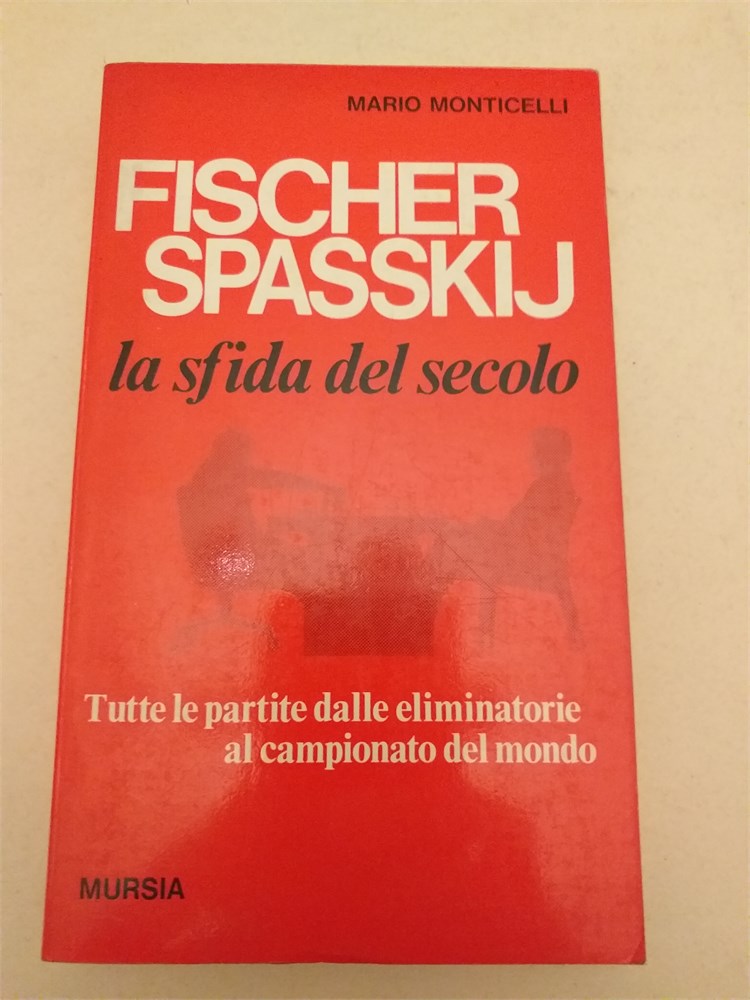 MARIO MONTICELLI
FISCHER
SPASSKIJ
la sfida del secolo
Tutte le partite dalle eliminatorie
al campionato del mondo
MURSIA